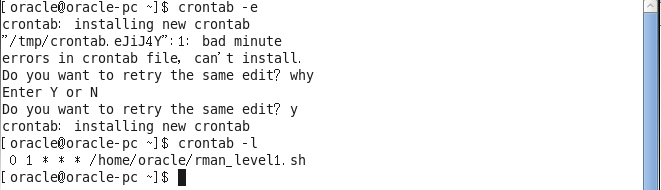 [oracle@oracle-pc ~]$ crontab -e
crontab: installing new crontab
"/tmp/crontab.eJiJ4Y":1: bad minute
errors in crontab file, can't install.
Do you want to retry the same edit? why
Enter Y or N
Do you want to retry the same edit? y
crontab: installing new crontab
[oracle@oracle-pc ~]$ crontab -l
 0 1 * * * /home/oracle/rman_level1.sh
[oracle@oracle-pc ~]$